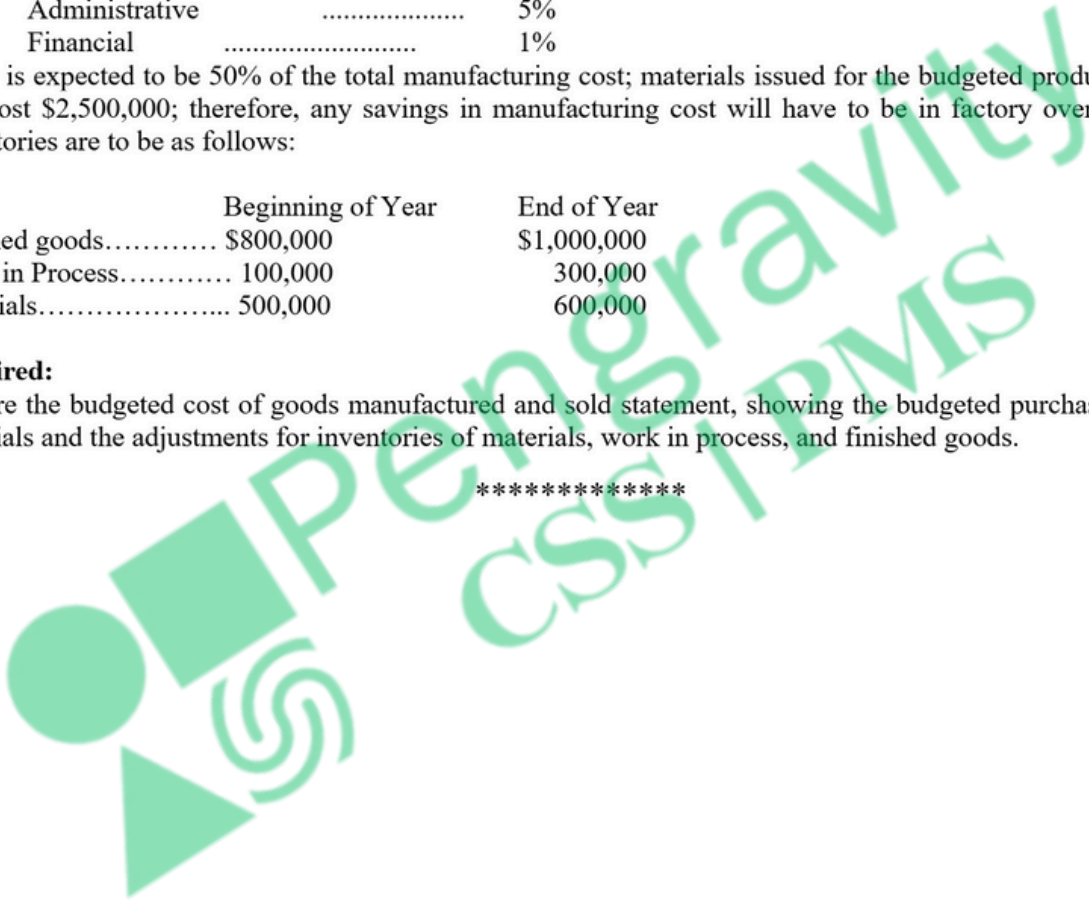 Administrative ................... 5%
Financial ........................... 1%
is expected to be 50% of the total manufacturing cost; materials issued for the budgeted produ
ost $2,500,000; therefore, any savings in manufacturing cost will have to be in factory over
tories are to be as follows:
Beginning of Year End of Year
ed goods………… $800,000 $1,000,000
in Process………… 100,000 300,000
ials………………... 500,000 600,000
ired:
re the budgeted cost of goods manufactured and sold statement, showing the budgeted purchas
ials and the adjustments for inventories of materials, work in process, and finished goods.
*************
Pengravity
CSS | PMS